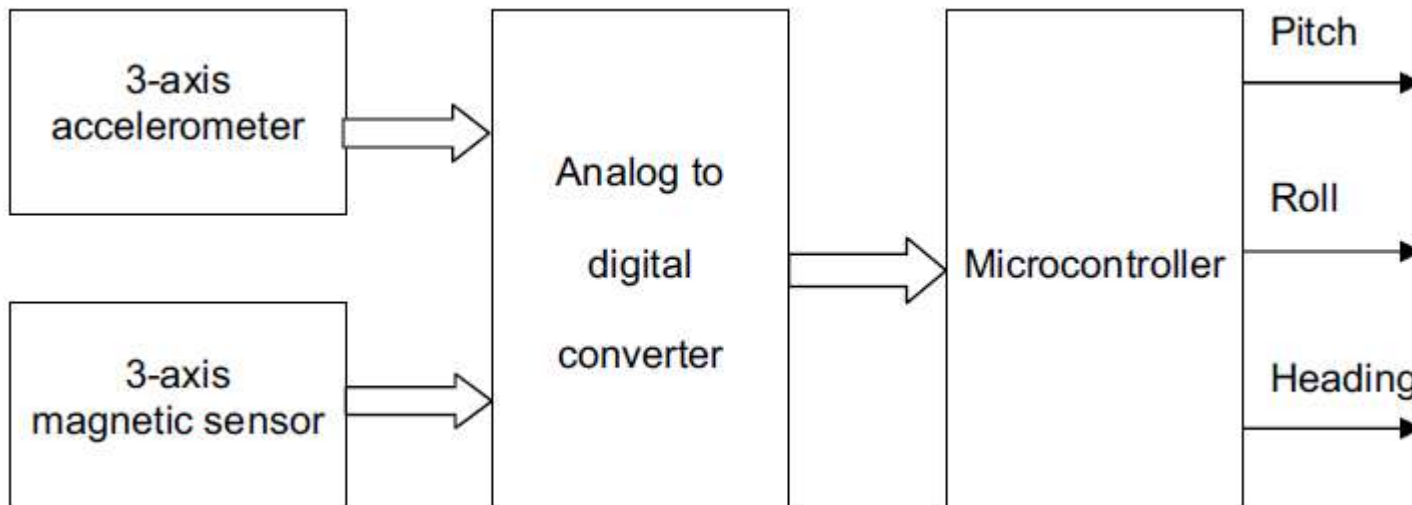 3-axis
accelerometer
3-axis
magnetic sensor
Analog to
digital
converter
Microcontroller
Pitch
Roll
Heading